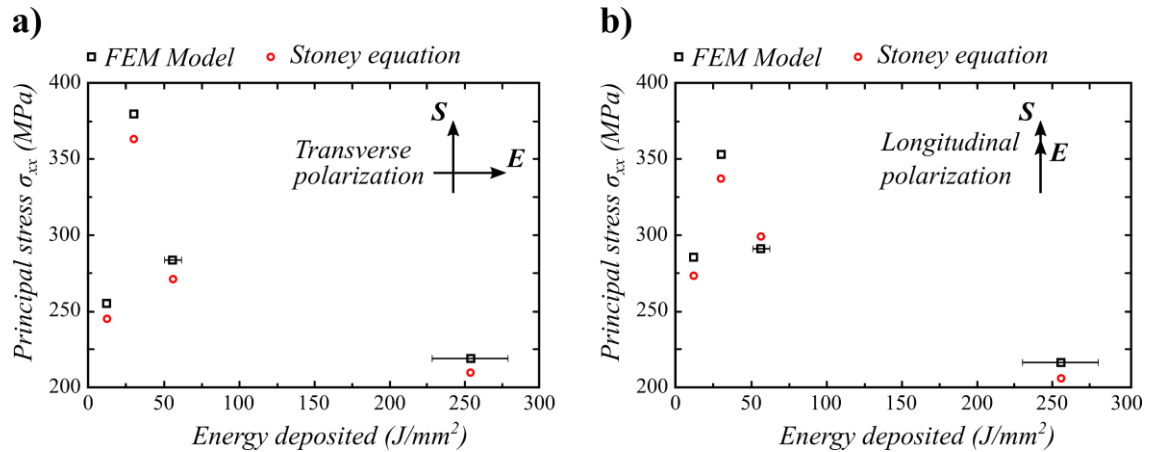 a)
FEM Model
Stoney equation
400
350
300
250
200
Principal stress σxx (MPa)
S
E
Transverse
polarization
0
50
100
150
200
250
300
Energy deposited (J/mm²)
b)
FEM Model
Stoney equation
400
350
300
250
200
Principal stress σxx (MPa)
S
E
Longitudinal
polarization
0
50
100
150
200
250
300
Energy deposited (J/mm²)